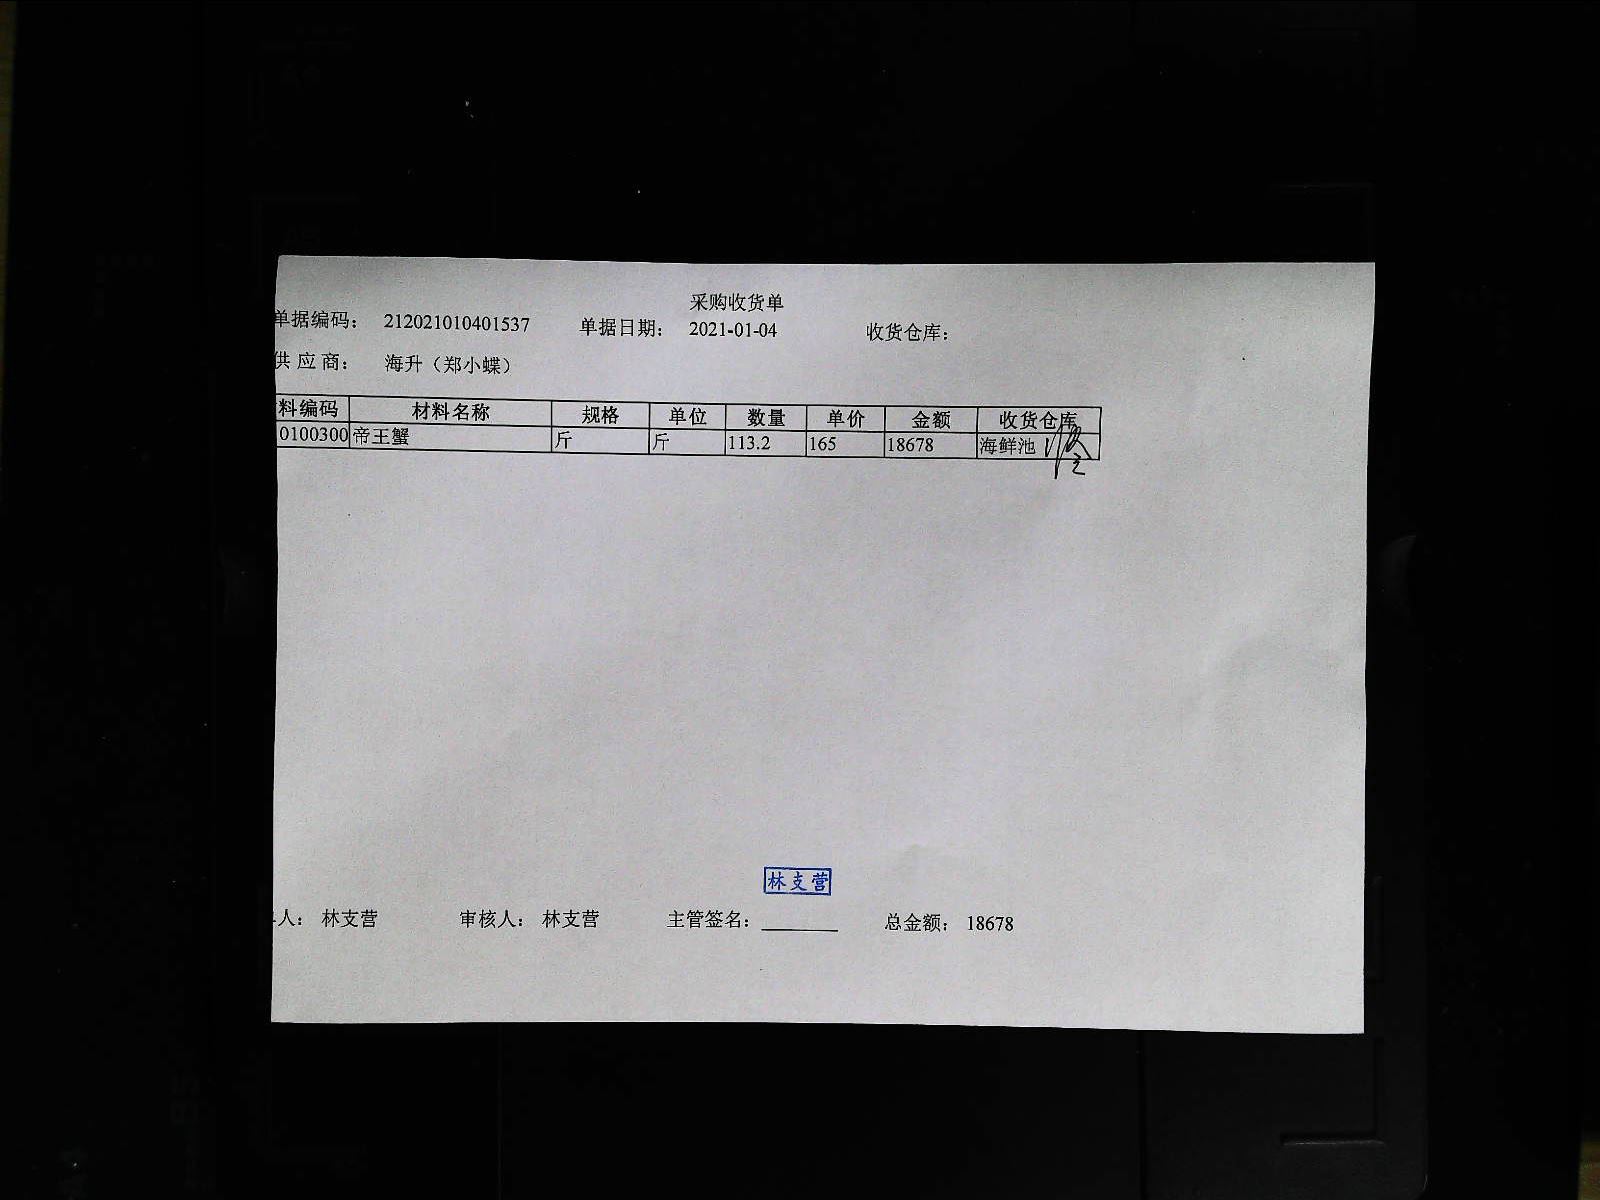 采购收货单
单据编码： 212021010401537 单据日期： 2021-01-04 收货仓库：
供 应 商： 海升（郑小蝶）
料编码 材料名称 规格 单位 数量 单价 金额 收货仓库
0100300 帝王蟹 斤 斤 113.2 165 18678 海鲜池
林支营
人： 林支营 审核人： 林支营 主管签名： 总金额： 18678